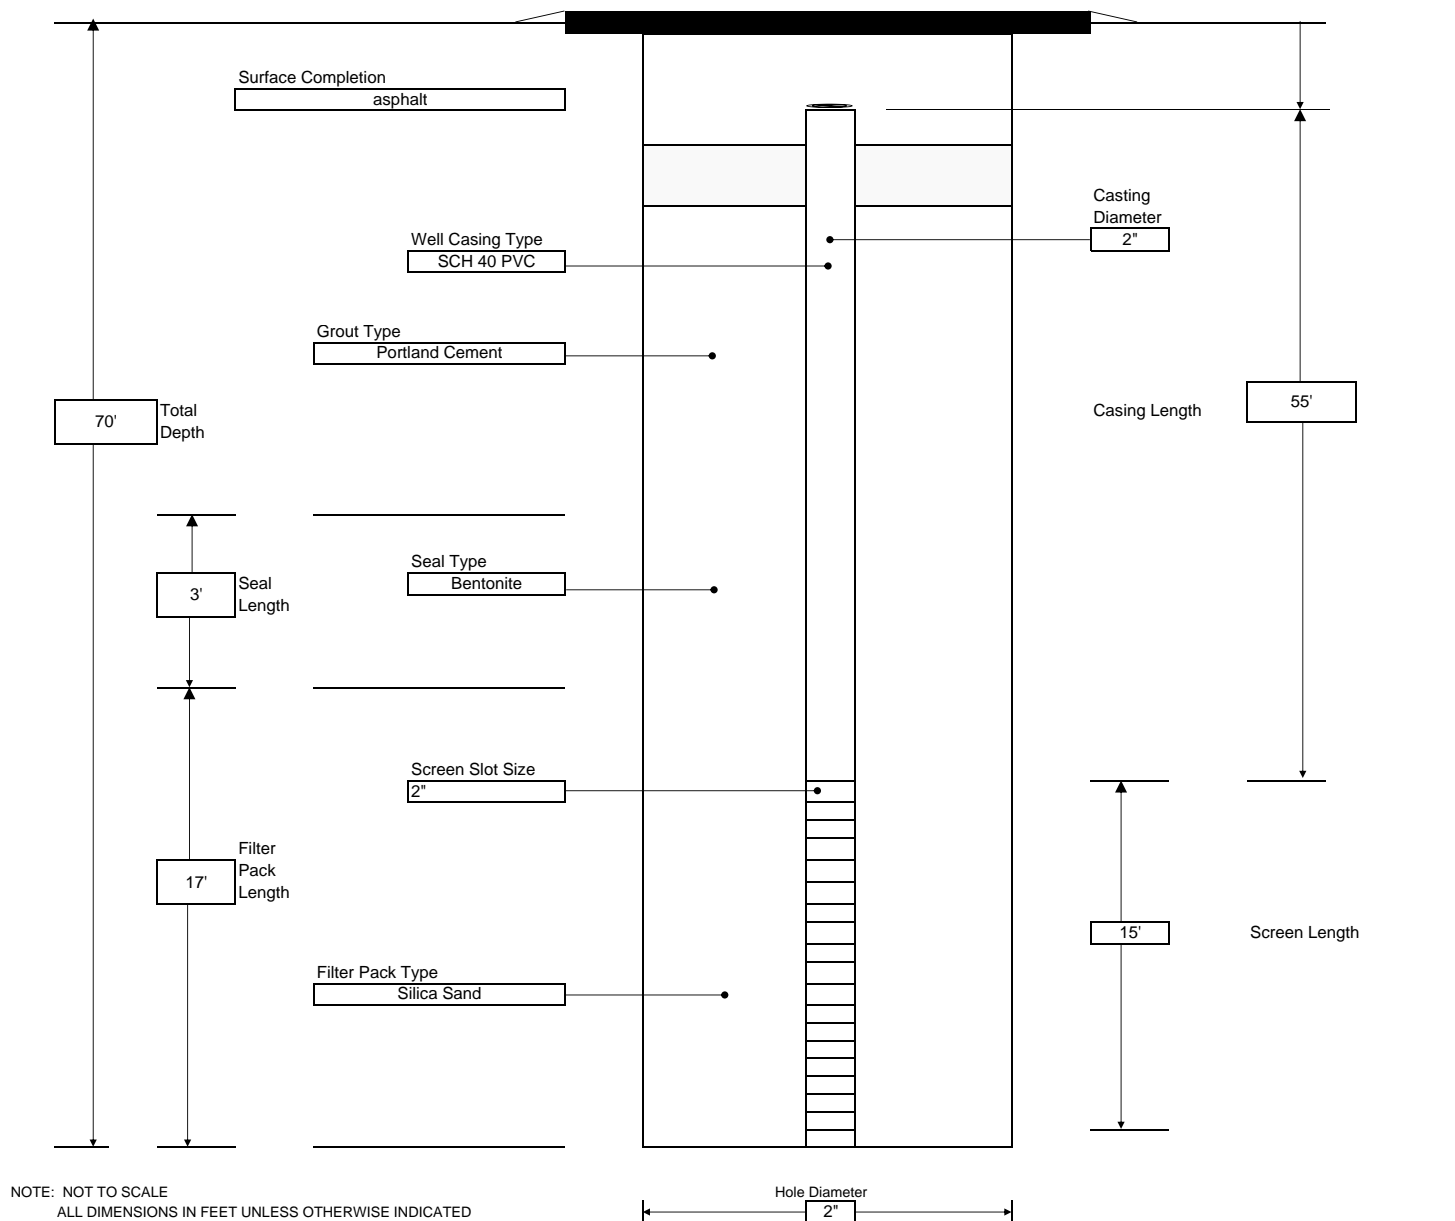 Surface Completion
asphalt
Casting
Diameter
2"
Well Casing Type
SCH 40 PVC
Grout Type
Portland Cement
70'
Total
Depth
Casing Length
55'
Seal Type
Bentonite
3'
Seal
Length
Screen Slot Size
2"
Filter
Pack
Length
17'
15'
Screen Length
Filter Pack Type
Silica Sand
NOTE: NOT TO SCALE
ALL DIMENSIONS IN FEET UNLESS OTHERWISE INDICATED
Hole Diameter
2"